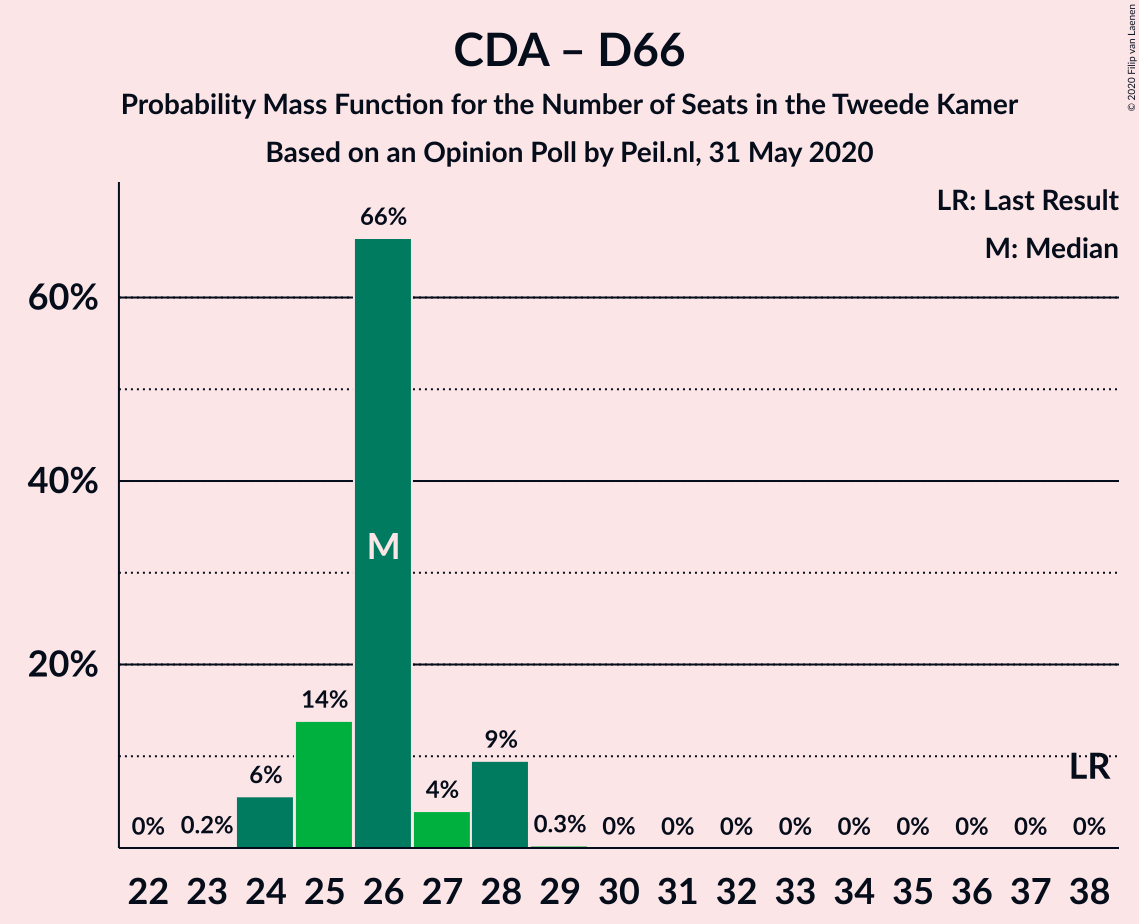 CDA – D66
Probability Mass Function for the Number of Seats in the Tweede Kamer
Based on an Opinion Poll by Peil.nl, 31 May 2020
© 2020 Filip van Laenen
LR: Last Result
M: Median
60%
40%
20%
0%
0.2%
6%
14%
66%
M
4%
9%
0.3%
0%
0%
0%
0%
0%
0%
0%
0%
0%
LR
22 23 24 25 26 27 28 29 30 31 32 33 34 35 36 37 38